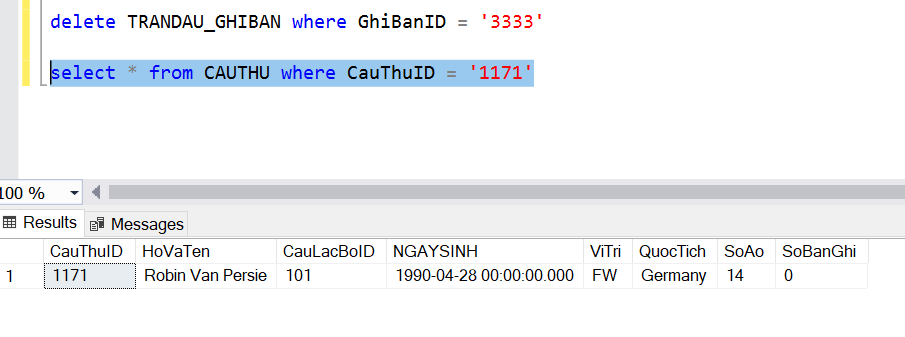 delete TRANDAU_GHIBAN where GhiBanID = '3333'
select * from CAUTHU where CauThuID = '1171'
100 %
Results Messages
CauThuID HoVaTen CauLacBoID NGAYSINH ViTri QuocTich SoAo SoBanGhi
1 1171 Robin Van Persie 101 1990-04-28 00:00:00.000 FW Germany 14 0